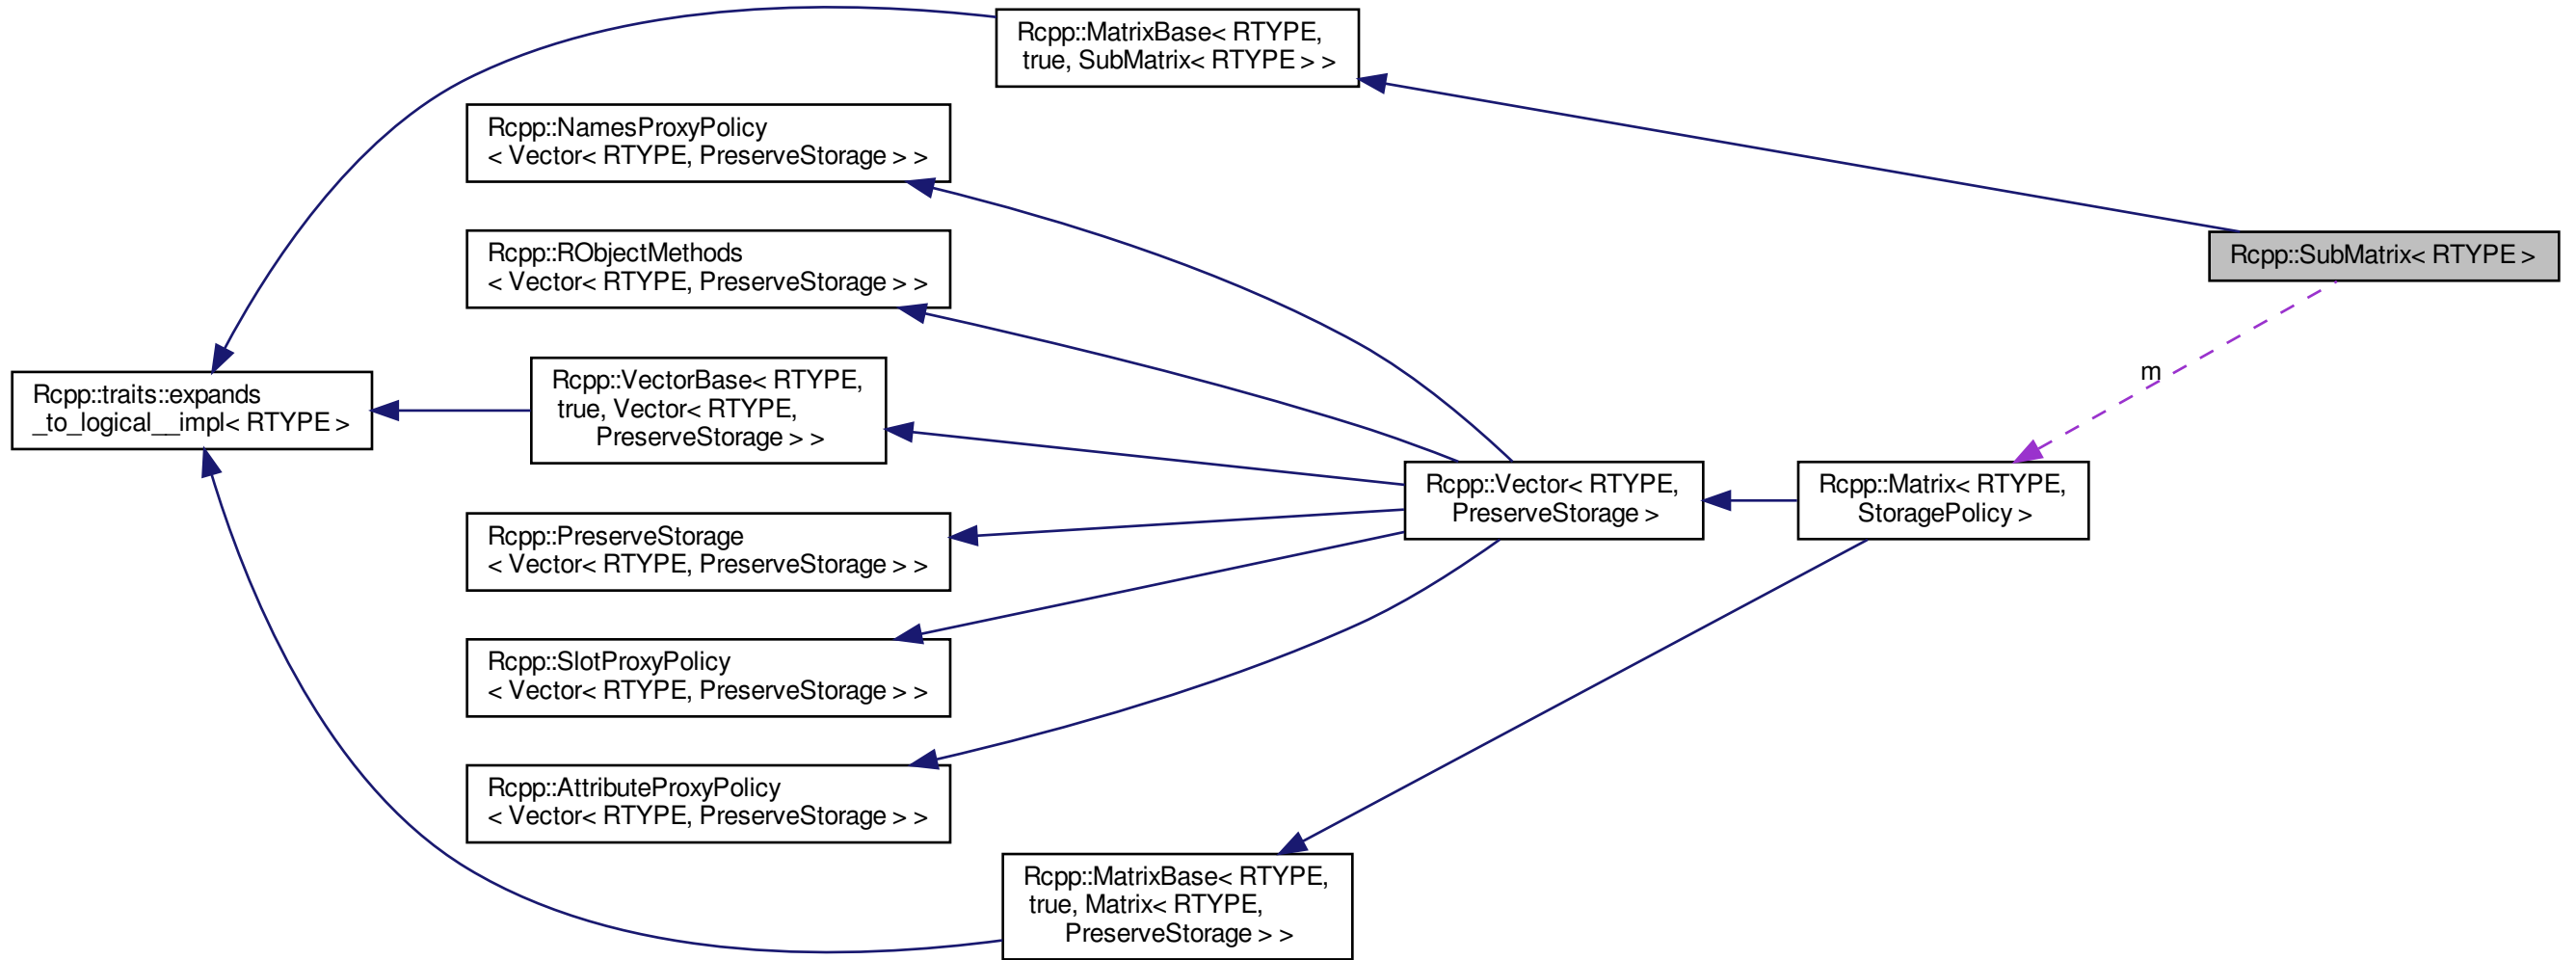 Rcpp::MatrixBase< RTYPE,
true, SubMatrix< RTYPE > >
Rcpp::NamesProxyPolicy
< Vector< RTYPE, PreserveStorage > >
Rcpp::RObjectMethods
< Vector< RTYPE, PreserveStorage > >
Rcpp::SubMatrix< RTYPE >
Rcpp::traits::expands
_to_logical__impl< RTYPE >
Rcpp::VectorBase< RTYPE,
true, Vector< RTYPE,
PreserveStorage > >
m
Rcpp::PreserveStorage
< Vector< RTYPE, PreserveStorage > >
Rcpp::Vector< RTYPE,
PreserveStorage >
Rcpp::Matrix< RTYPE,
StoragePolicy >
Rcpp::SlotProxyPolicy
< Vector< RTYPE, PreserveStorage > >
Rcpp::AttributeProxyPolicy
< Vector< RTYPE, PreserveStorage > >
Rcpp::MatrixBase< RTYPE,
true, Matrix< RTYPE,
PreserveStorage > >